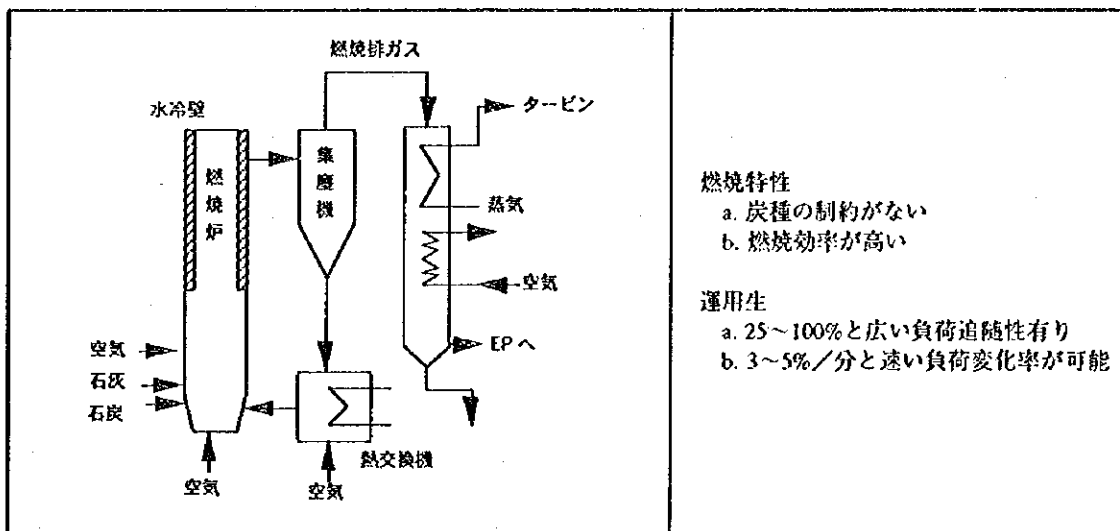 燃焼排ガス
水冷壁
タービン
燃焼炉
集塵機
蒸気
空気
EPへ
空気
石灰
石炭
熱交換機
空気
空気
燃焼特性
a. 炭種の制約がない
b. 燃焼効率が高い
運用生
a. 25～100%と広い負荷追随性有り
b. 3～5%／分と速い負荷変化率が可能